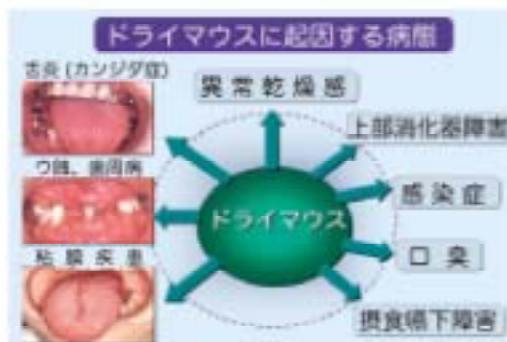 ドライマウスに起因する病態
舌炎(カンジダ症)
異常乾燥感
上部消化器障害
ウ蝕、歯周病
感染症
ドライマウス
口臭
粘膜疾患
摂食嚥下障害